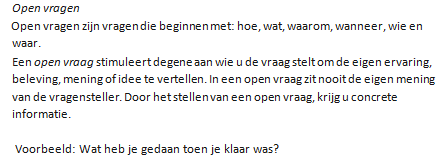 Open vragen
Open vragen zijn vragen die beginnen met: hoe, wat, waarom, wanneer, wie en
waar.
Een open vraag stimuleert degene aan wie u de vraag stelt om de eigen ervaring,
beleving, mening of idee te vertellen. In een open vraag zit nooit de eigen mening
van de vragensteller. Door het stellen van een open vraag, krijg u concrete
informatie.
Voorbeeld: Wat heb je gedaan toen je klaar was?